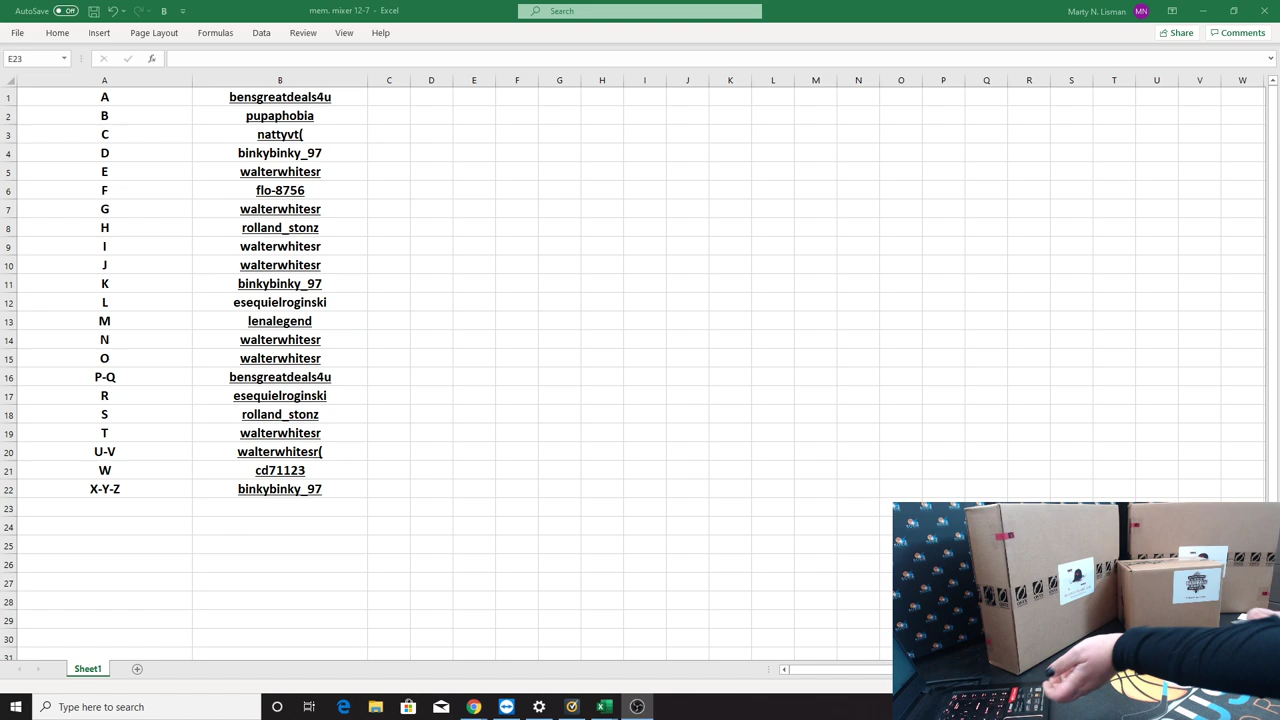 AutoSave Off B mem. mixer 12-7 - Excel Search Marty N. Lisman MN
File Home Insert Page Layout Formulas Data Review View Help Share Comments
E23 fx
A B C D E F G H I J K L M N O P Q R S T U V W
1 A bensgreatdeals4u
2 B pupaphobia
3 C nattyvt(
4 D binkybinky_97
5 E walterwhitesr
6 F flo-8756
7 G walterwhitesr
8 H rolland_stonz
9 I walterwhitesr
10 J walterwhitesr
11 K binkybinky_97
12 L esequielroginski
13 M lenalegend
14 N walterwhitesr
15 O walterwhitesr
16 P-Q bensgreatdeals4u
17 R esequielroginski
18 S rolland_stonz
19 T walterwhitesr
20 U-V walterwhitesr(
21 W cd71123
22 X-Y-Z binkybinky_97
23
24
25
26
27
28
29
30
31
Sheet1
Type here to search